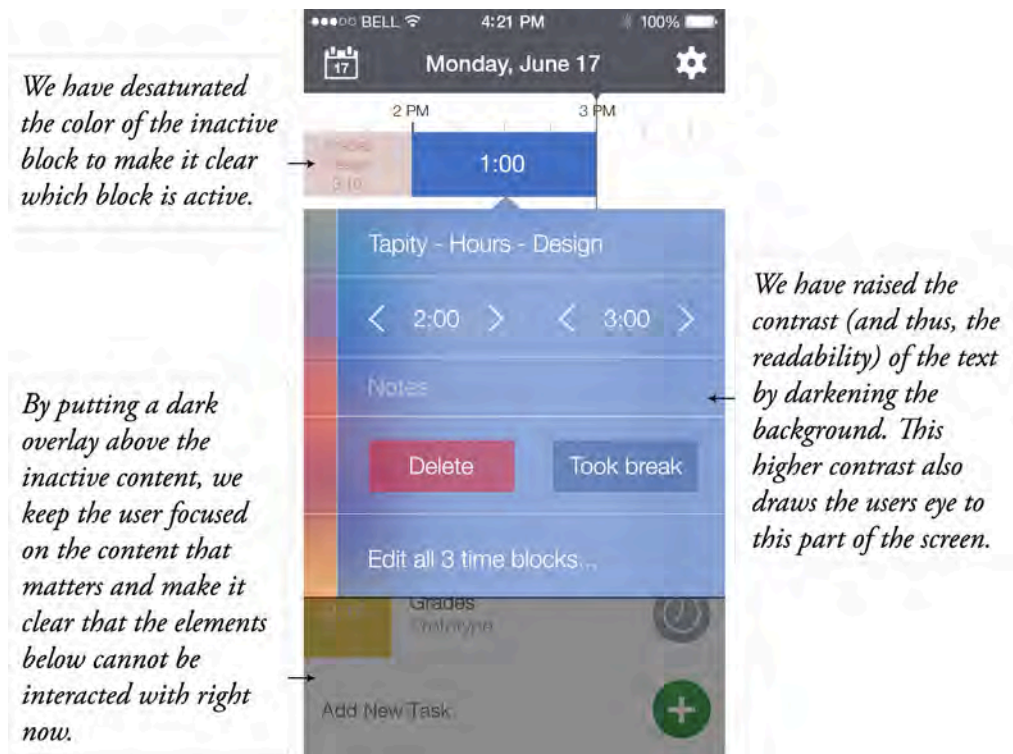 BELL 4:21 PM 100%
17 Monday, June 17
We have desaturated
the color of the inactive
block to make it clear
which block is active.
2 PM 3 PM
1:00
3:10
Tapity - Hours - Design
2:00 3:00
Notes
Delete Took break
Edit all 3 time blocks...
Grades
Prototype
Add New Task
By putting a dark
overlay above the
inactive content, we
keep the user focused
on the content that
matters and make it
clear that the elements
below cannot be
interacted with right
now.
We have raised the
contrast (and thus, the
readability) of the text
by darkening the
background. This
higher contrast also
draws the users eye to
this part of the screen.